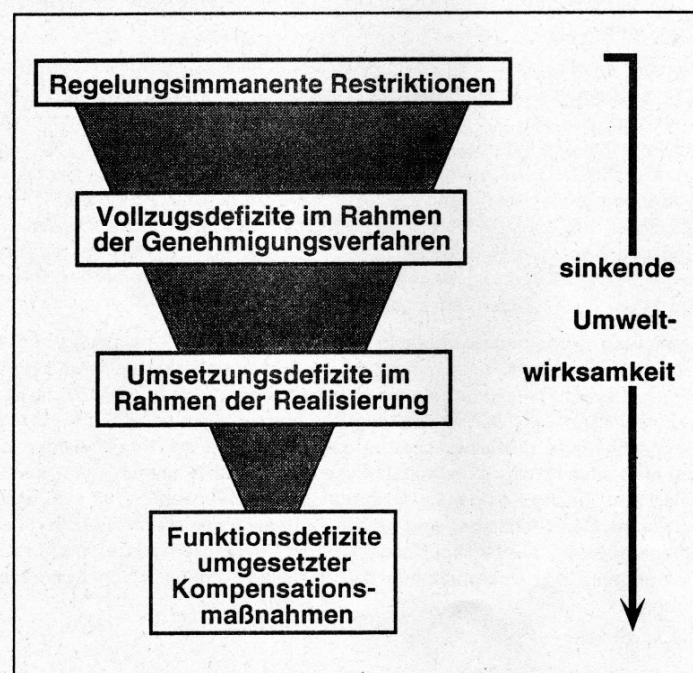 Regelungsimmanente Restriktionen
Vollzugsdefizite im Rahmen
der Genehmigungsverfahren
Umsetzungsdefizite im
Rahmen der Realisierung
Funktionsdefizite
umgesetzter
Kompensations-
maßnahmen
sinkende
Umwelt-
wirksamkeit